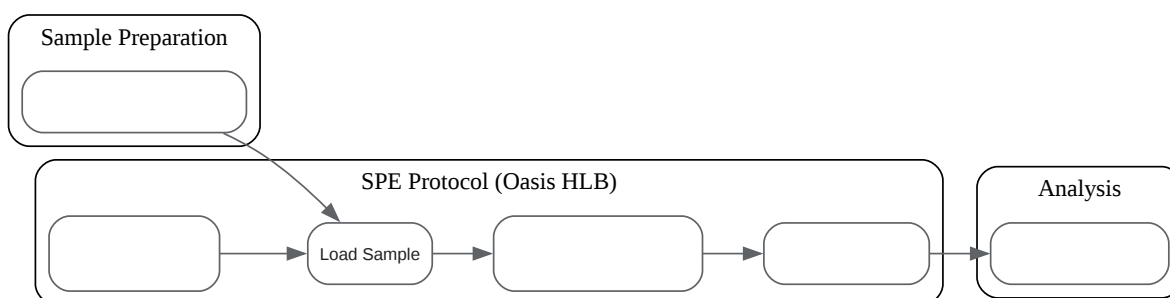 Sample Preparation
SPE Protocol (Oasis HLB)
Analysis
Load Sample